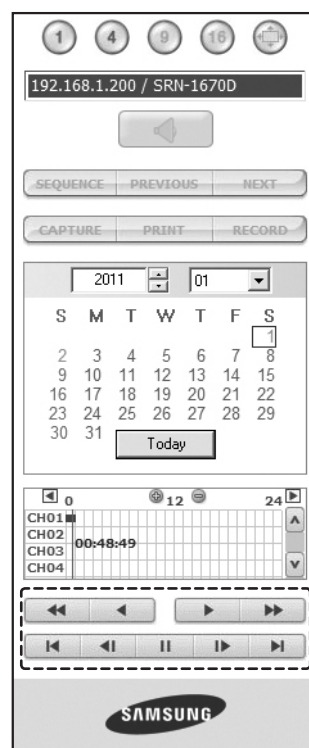 1 4 9 16
192.168.1.200 / SRN-1670D
SEQUENCE PREVIOUS NEXT
CAPTURE PRINT RECORD
2011 01
S M T W T F S
1
2 3 4 5 6 7 8
9 10 11 12 13 14 15
16 17 18 19 20 21 22
23 24 25 26 27 28 29
30 31 Today
0 12 24
CH01
CH02
00:48:49
CH03
CH04
SAMSUNG